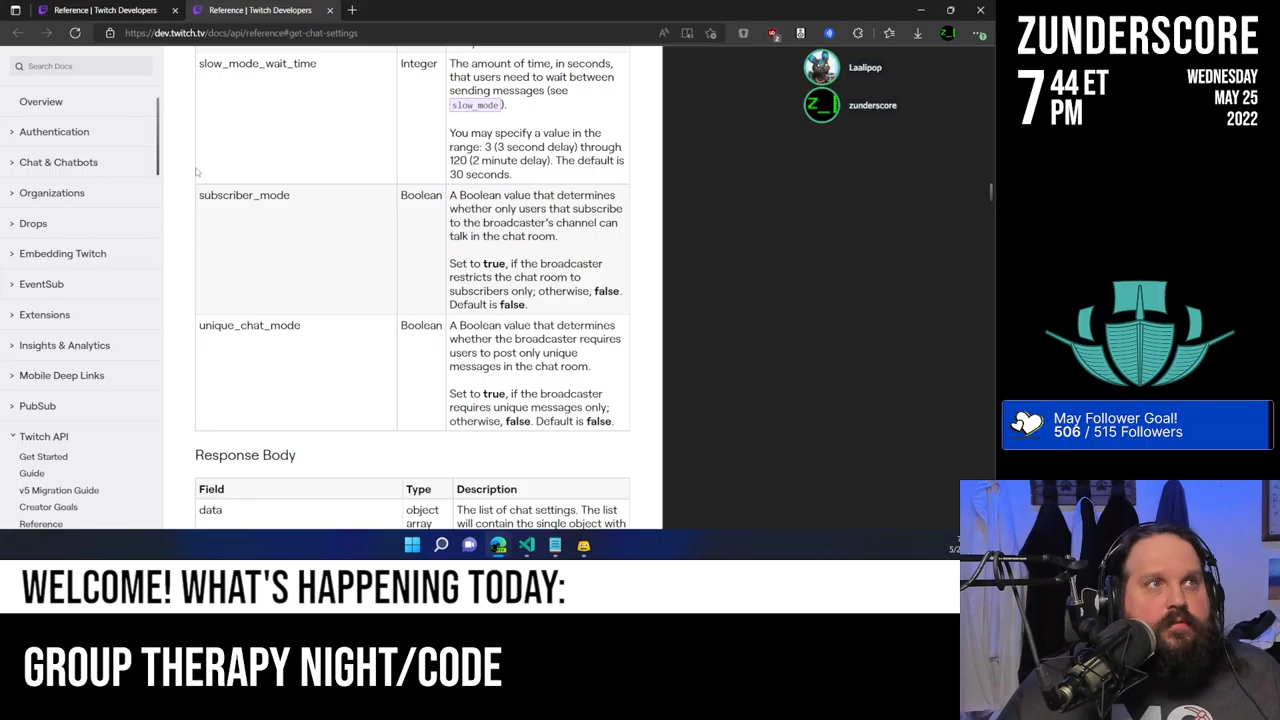 Reference | Twitch Developers
Reference | Twitch Developers
https://dev.twitch.tv/docs/api/reference#get-chat-settings
Search Docs
Overview
Authentication
Chat & Chatbots
Organizations
Drops
Embedding Twitch
EventSub
Extensions
Insights & Analytics
Mobile Deep Links
PubSub
Twitch API
Get Started
Guide
v5 Migration Guide
Creator Goals
Reference
slow_mode_wait_time
Integer
The amount of time, in seconds,
that users need to wait between
sending messages (see
slow_mode).
You may specify a value in the
range: 3 (3 second delay) through
120 (2 minute delay). The default is
30 seconds.
subscriber_mode
Boolean
A Boolean value that determines
whether only users that subscribe
to the broadcaster's channel can
talk in the chat room.
Set to true, if the broadcaster
restricts the chat room to
subscribers only; otherwise, false.
Default is false.
unique_chat_mode
Boolean
A Boolean value that determines
whether the broadcaster requires
users to post only unique
messages in the chat room.
Set to true, if the broadcaster
requires unique messages only;
otherwise, false. Default is false.
Response Body
Field Type Description
data
object
array
The list of chat settings. The list
will contain the single object with
Laalipop
z_
zunderscore
ZUNDERSCORE
7 44 ET
PM
WEDNESDAY
MAY 25
2022
May Follower Goal!
506 / 515 Followers
WELCOME! WHAT'S HAPPENING TODAY:
GROUP THERAPY NIGHT/CODE